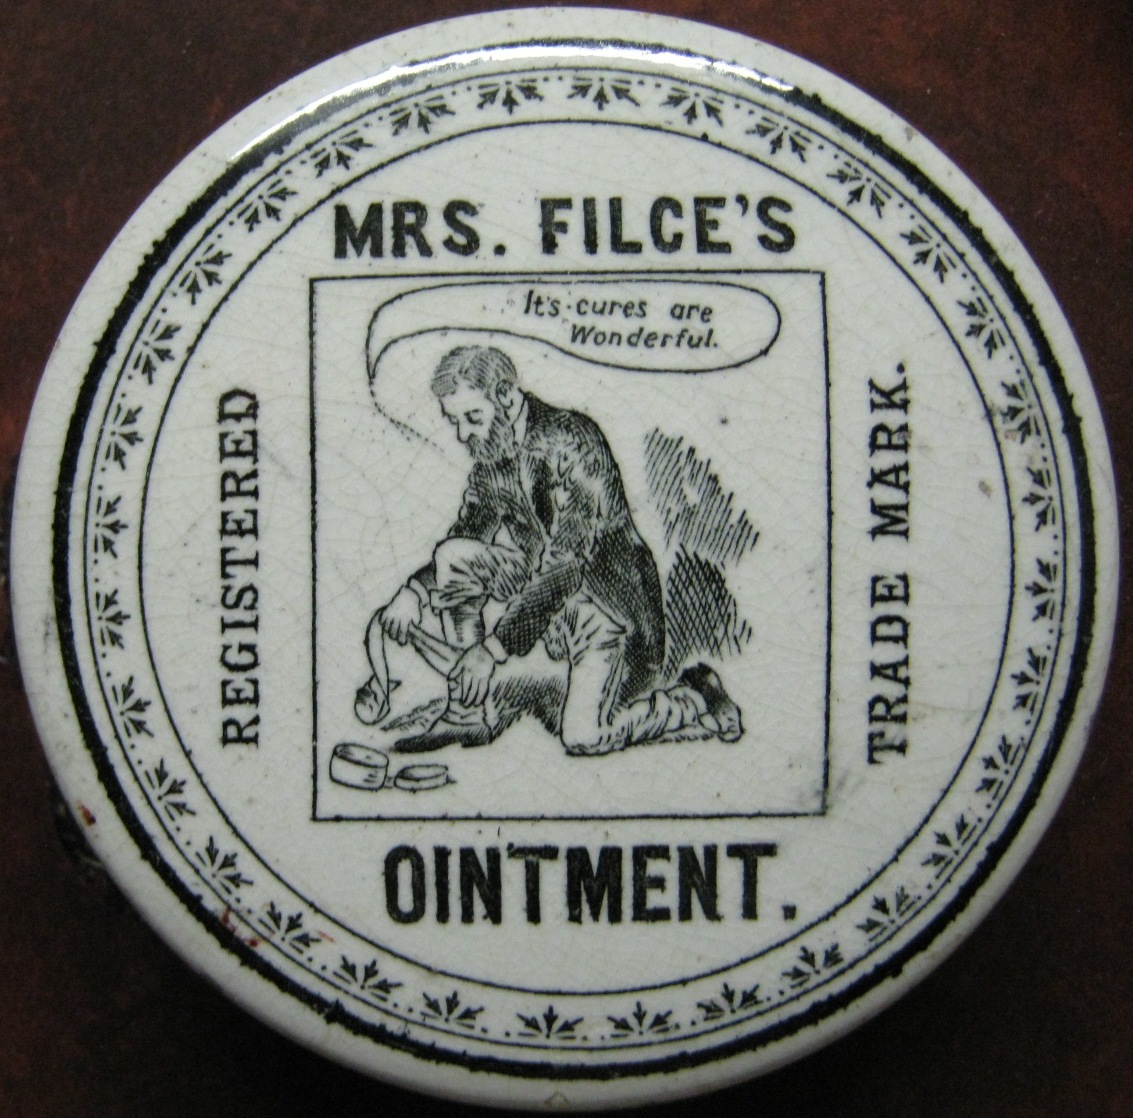 MRS. FILCE'S
It's cures are
Wonderful.
REGISTERED
TRADE MARK.
OINTMENT.